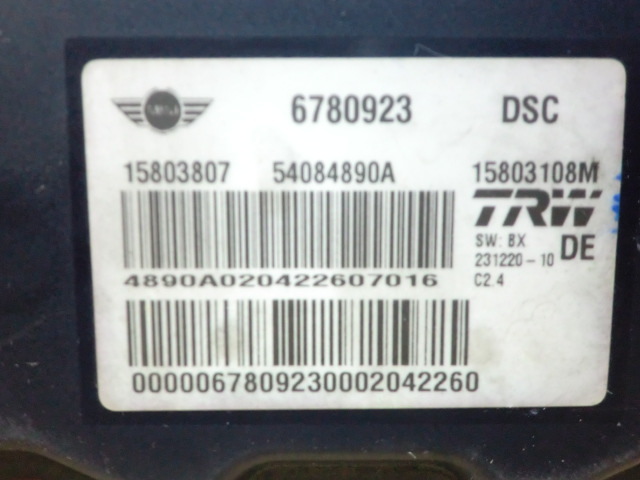 6780923 DSC
15803807 54084890A 15803108M
TRW
SW: BX DE
231220-10
C2.4
4890A020422607016
0000067809230002042260